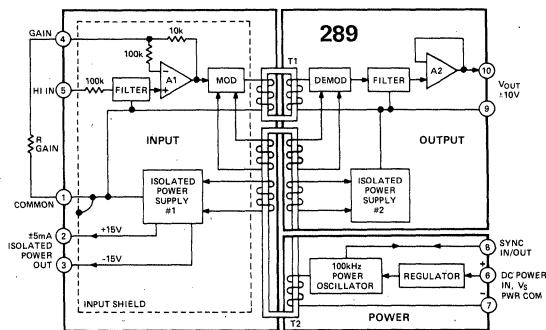 289
GAIN
4
10k
100k
A1
HI IN
5
100k
FILTER
MOD
T1
DEMOD
FILTER
A2
10
VOUT
±10V
9
R
GAIN
INPUT
OUTPUT
COMMON
1
ISOLATED
POWER
SUPPLY
#1
ISOLATED
POWER
SUPPLY
#2
±5mA
ISOLATED
POWER
OUT
2
+15V
3
-15V
INPUT SHIELD
T2
8
SYNC
IN/OUT
100kHz
POWER
OSCILLATOR
REGULATOR
+
6
DC POWER
IN, VS
PWR COM
−
7
POWER